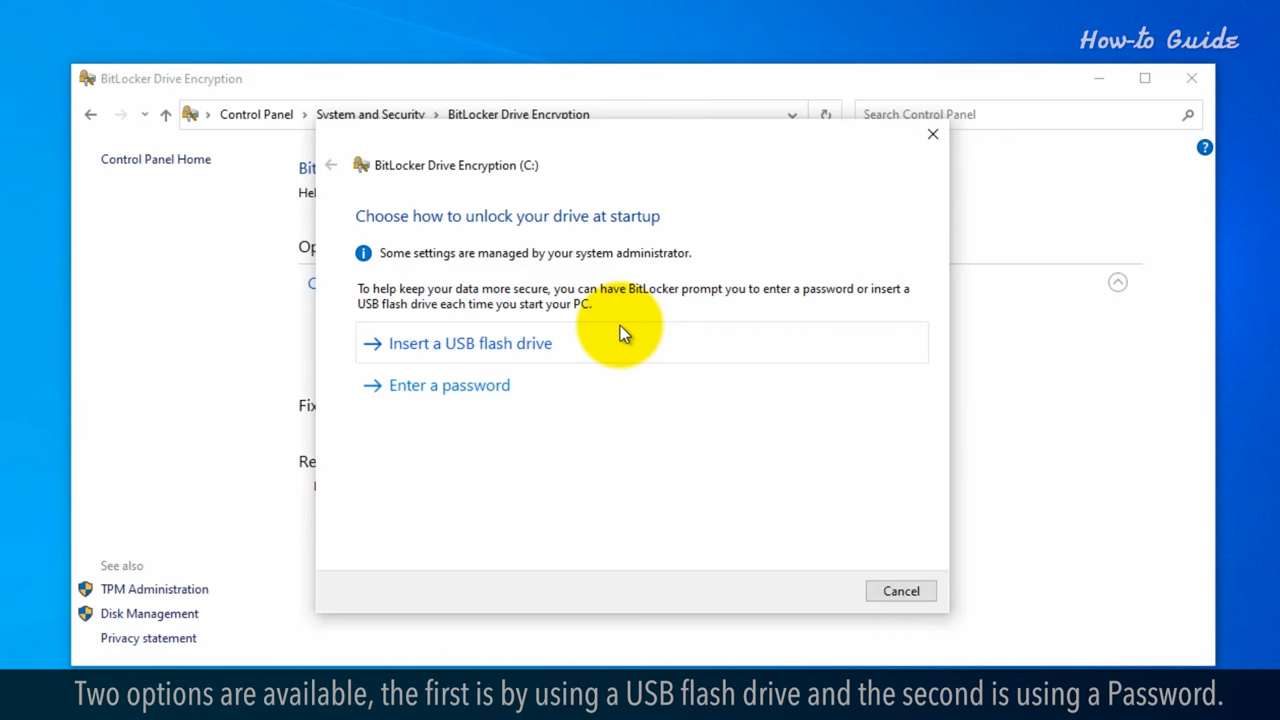 How-to Guide
BitLocker Drive Encryption
Control Panel > System and Security > BitLocker Drive Encryption
Search Control Panel
Control Panel Home
Bit
Hel
Op
C
Fix
Re
BitLocker Drive Encryption (C:)
Choose how to unlock your drive at startup
Some settings are managed by your system administrator.
To help keep your data more secure, you can have BitLocker prompt you to enter a password or insert a
USB flash drive each time you start your PC.
Insert a USB flash drive
Enter a password
Cancel
See also
TPM Administration
Disk Management
Privacy statement
Two options are available, the first is by using a USB flash drive and the second is using a Password.